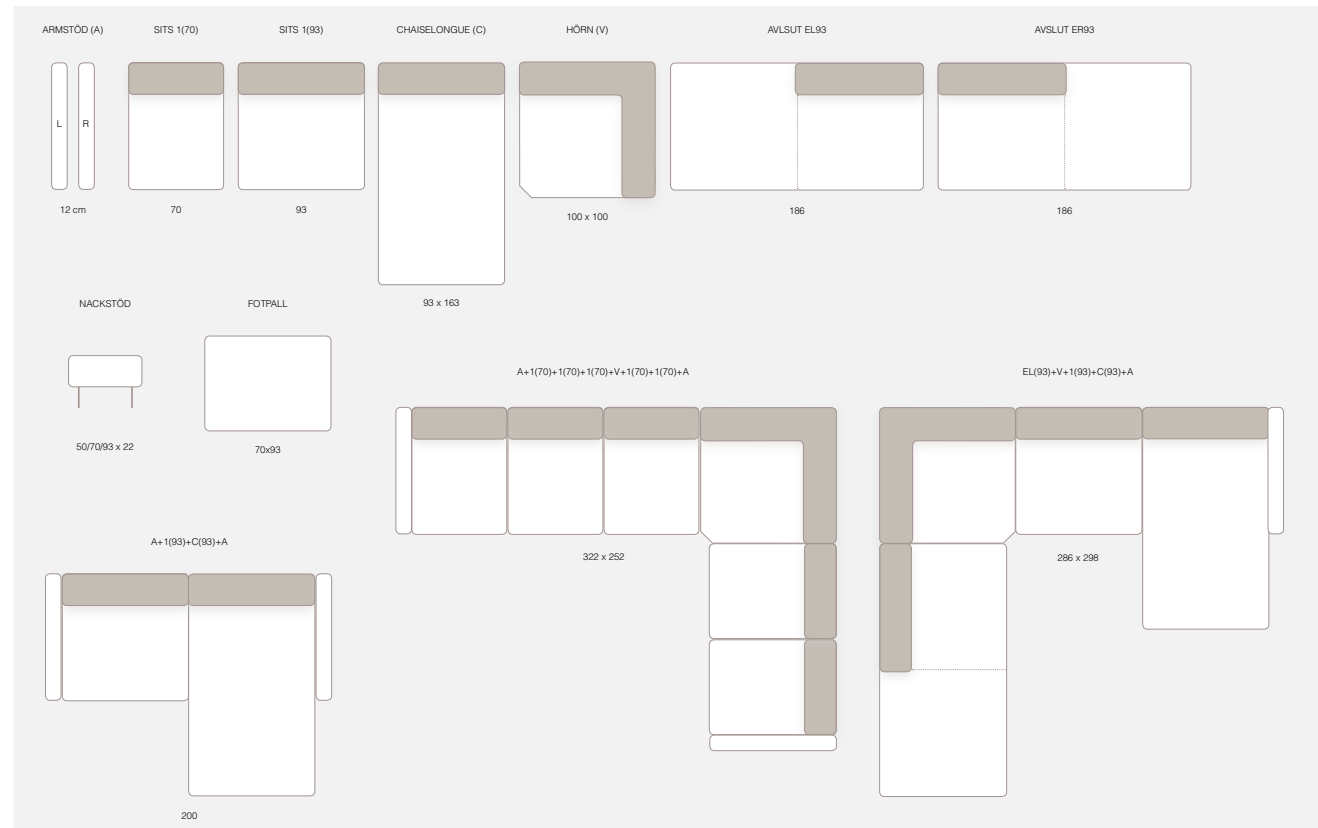 ARMSTÖD (A)
SITS 1(70)
SITS 1(93)
CHAISELONGUE (C)
HÖRN (V)
AVLSUT EL93
AVSLUT ER93
L
R
12 cm
70
93
93 x 163
100 x 100
186
186
NACKSTÖD
FOTPALL
50/70/93 x 22
70x93
A+1(70)+1(70)+1(70)+V+1(70)+1(70)+A
322 x 252
EL(93)+V+1(93)+C(93)+A
286 x 298
A+1(93)+C(93)+A
200